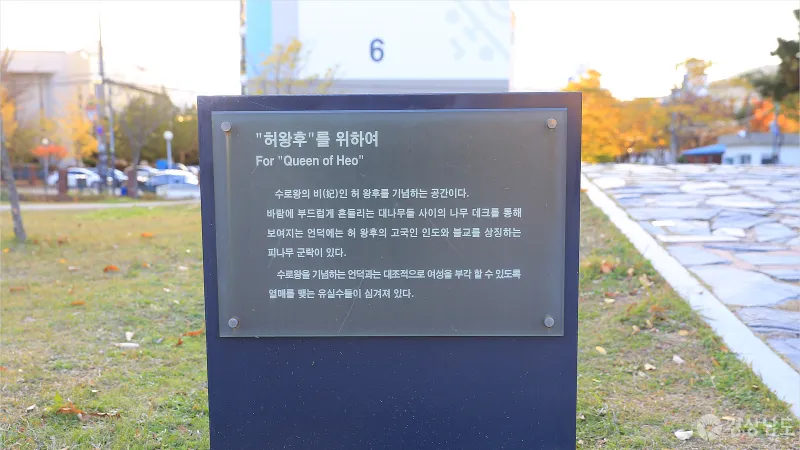 6
"허왕후"를 위하여
For "Queen of Heo"
수로왕의 비(妃)인 허 왕후를 기념하는 공간이다.
바람에 부드럽게 흔들리는 대나무들 사이의 나무 데크를 통해
보여지는 언덕에는 허 왕후의 고국인 인도와 불교를 상징하는
피나무 군락이 있다.
수로왕을 기념하는 언덕과는 대조적으로 여성을 부각 할 수 있도록
열매를 맺는 유실수들이 심겨져 있다.
경상남도